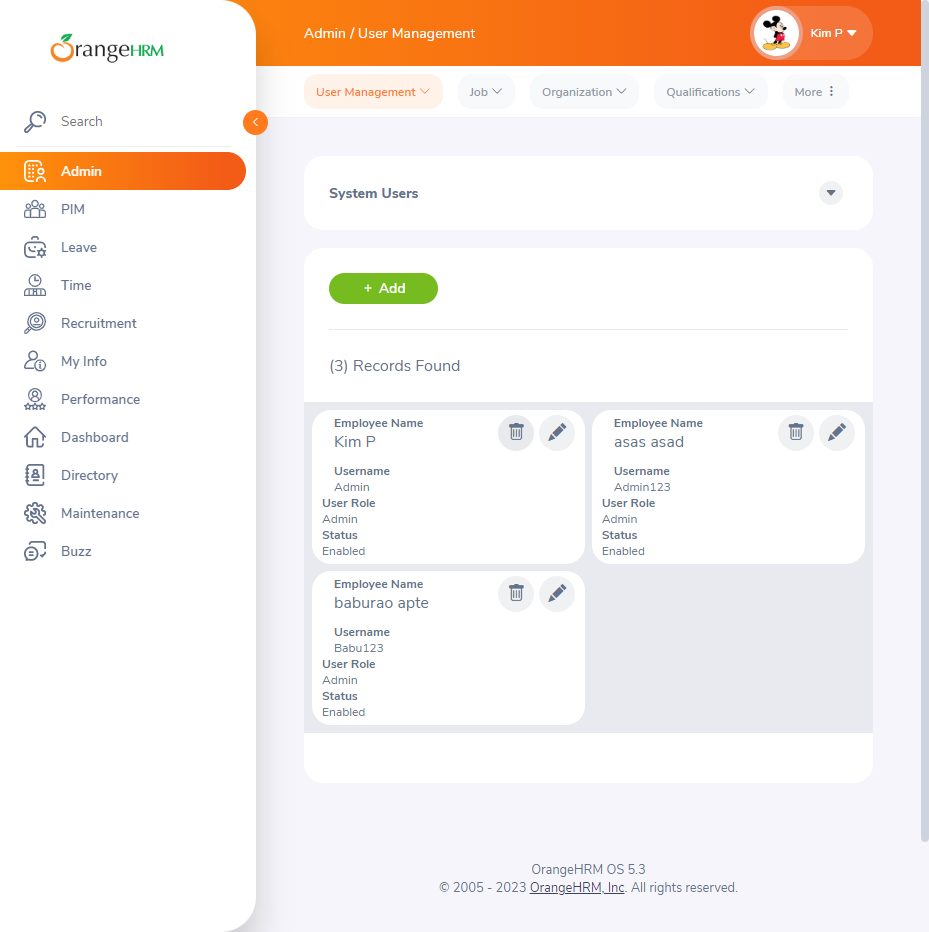 OrangeHRM
Search
Admin
PIM
Leave
Time
Recruitment
My Info
Performance
Dashboard
Directory
Maintenance
Buzz
Admin / User Management
Kim P
User Management
Job
Organization
Qualifications
More
System Users
+ Add
(3) Records Found
Employee Name
Kim P
Username
Admin
User Role
Admin
Status
Enabled
Employee Name
asas asad
Username
Admin123
User Role
Admin
Status
Enabled
Employee Name
baburao apte
Username
Babu123
User Role
Admin
Status
Enabled
OrangeHRM OS 5.3
© 2005 - 2023 OrangeHRM, Inc. All rights reserved.